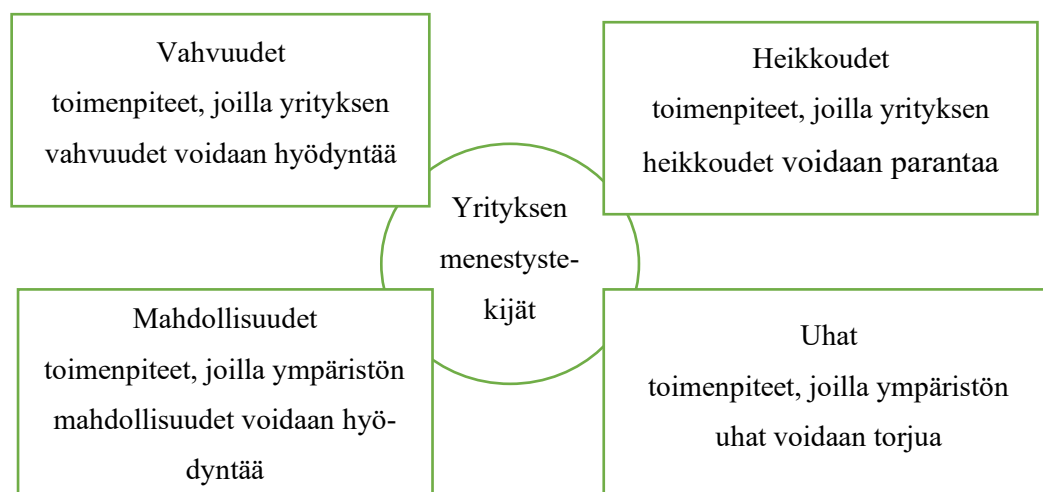 Vahvuudet
toimenpiteet, joilla yrityksen
vahvuudet voidaan hyödyntää
Heikkoudet
toimenpiteet, joilla yrityksen
heikkoudet voidaan parantaa
Yrityksen
menestyste-
kijät
Mahdollisuudet
toimenpiteet, joilla ympäristön
mahdollisuudet voidaan hyö-
dyntää
Uhat
toimenpiteet, joilla ympäristön
uhat voidaan torjua